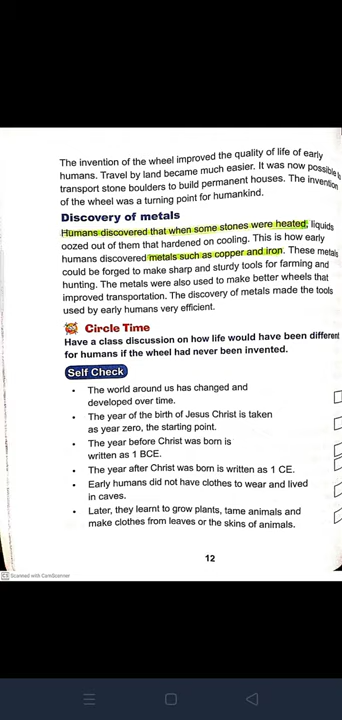 The invention of the wheel improved the quality of life of early
humans. Travel by land became much easier. It was now possible to
transport stone boulders to build permanent houses. The invention
of the wheel was a turning point for humankind.
Discovery of metals
Humans discovered that when some stones were heated, liquids
oozed out of them that hardened on cooling. This is how early
humans discovered metals such as copper and iron. These metals
could be forged to make sharp and sturdy tools for farming and
hunting. The metals were also used to make better wheels that
improved transportation. The discovery of metals made the tools
used by early humans very efficient.
Circle Time
Have a class discussion on how life would have been different
for humans if the wheel had never been invented.
Self Check
• The world around us has changed and
developed over time.
• The year of the birth of Jesus Christ is taken
as year zero, the starting point.
• The year before Christ was born is
written as 1 BCE.
• The year after Christ was born is written as 1 CE.
• Early humans did not have clothes to wear and lived
in caves.
• Later, they learnt to grow plants, tame animals and
make clothes from leaves or the skins of animals.
12
CS Scanned with CamScanner